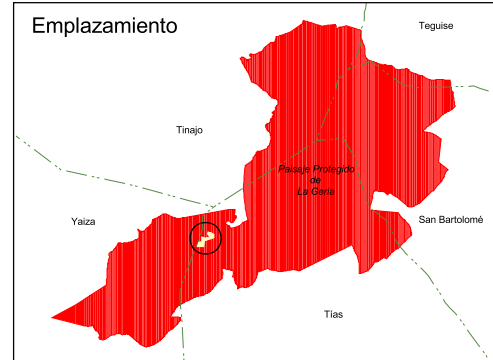 Emplazamiento
Teguise
Tinajo
Paisaje Protegido
de
La Geria
Yaiza
San Bartolomé
Tías